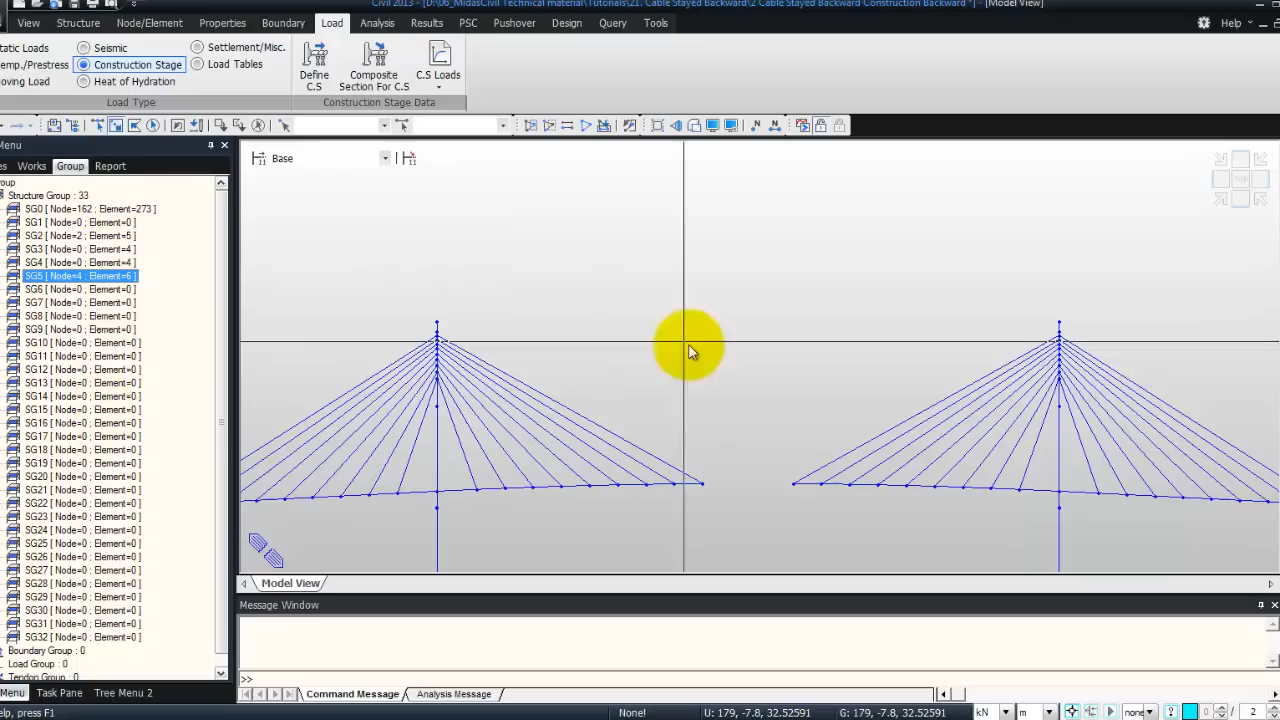 Civil 2013 - [D:\06_MidasCivil Technical material\Tutorials\21. Cable Stayed Backward\2 Cable Stayed Backward Construction Backward *] - [Model View]
View Structure Node/Element Properties Boundary Load Analysis Results PSC Pushover Design Query Tools Help
tatic Loads Seismic Settlement/Misc.
emp./Prestress Construction Stage Load Tables
oving Load Heat of Hydration
Define C.S Composite Section For C.S C.S Loads
Load Type Construction Stage Data
Menu
es Works Group Report
Base
TOP
roup
Structure Group : 33
SG0 [ Node=162 ; Element=273 ]
SG1 [ Node=0 ; Element=0 ]
SG2 [ Node=2 ; Element=5 ]
SG3 [ Node=0 ; Element=4 ]
SG4 [ Node=0 ; Element=4 ]
SG5 [ Node=4 ; Element=6 ]
SG6 [ Node=0 ; Element=0 ]
SG7 [ Node=0 ; Element=0 ]
SG8 [ Node=0 ; Element=0 ]
SG9 [ Node=0 ; Element=0 ]
SG10 [ Node=0 ; Element=0 ]
SG11 [ Node=0 ; Element=0 ]
SG12 [ Node=0 ; Element=0 ]
SG13 [ Node=0 ; Element=0 ]
SG14 [ Node=0 ; Element=0 ]
SG15 [ Node=0 ; Element=0 ]
SG16 [ Node=0 ; Element=0 ]
SG17 [ Node=0 ; Element=0 ]
SG18 [ Node=0 ; Element=0 ]
SG19 [ Node=0 ; Element=0 ]
SG20 [ Node=0 ; Element=0 ]
SG21 [ Node=0 ; Element=0 ]
SG22 [ Node=0 ; Element=0 ]
SG23 [ Node=0 ; Element=0 ]
SG24 [ Node=0 ; Element=0 ]
SG25 [ Node=0 ; Element=0 ]
SG26 [ Node=0 ; Element=0 ]
SG27 [ Node=0 ; Element=0 ]
SG28 [ Node=0 ; Element=0 ]
SG29 [ Node=0 ; Element=0 ]
SG30 [ Node=0 ; Element=0 ]
SG31 [ Node=0 ; Element=0 ]
SG32 [ Node=0 ; Element=0 ]
Boundary Group : 0
Load Group : 0
Tendon Group : 0
Model View
Message Window
>>
Menu Task Pane Tree Menu 2
Command Message Analysis Message
elp, press F1 None! U: 179, -7.8, 32.52591 G: 179, -7.8, 32.52591 kN m none 0 / 2